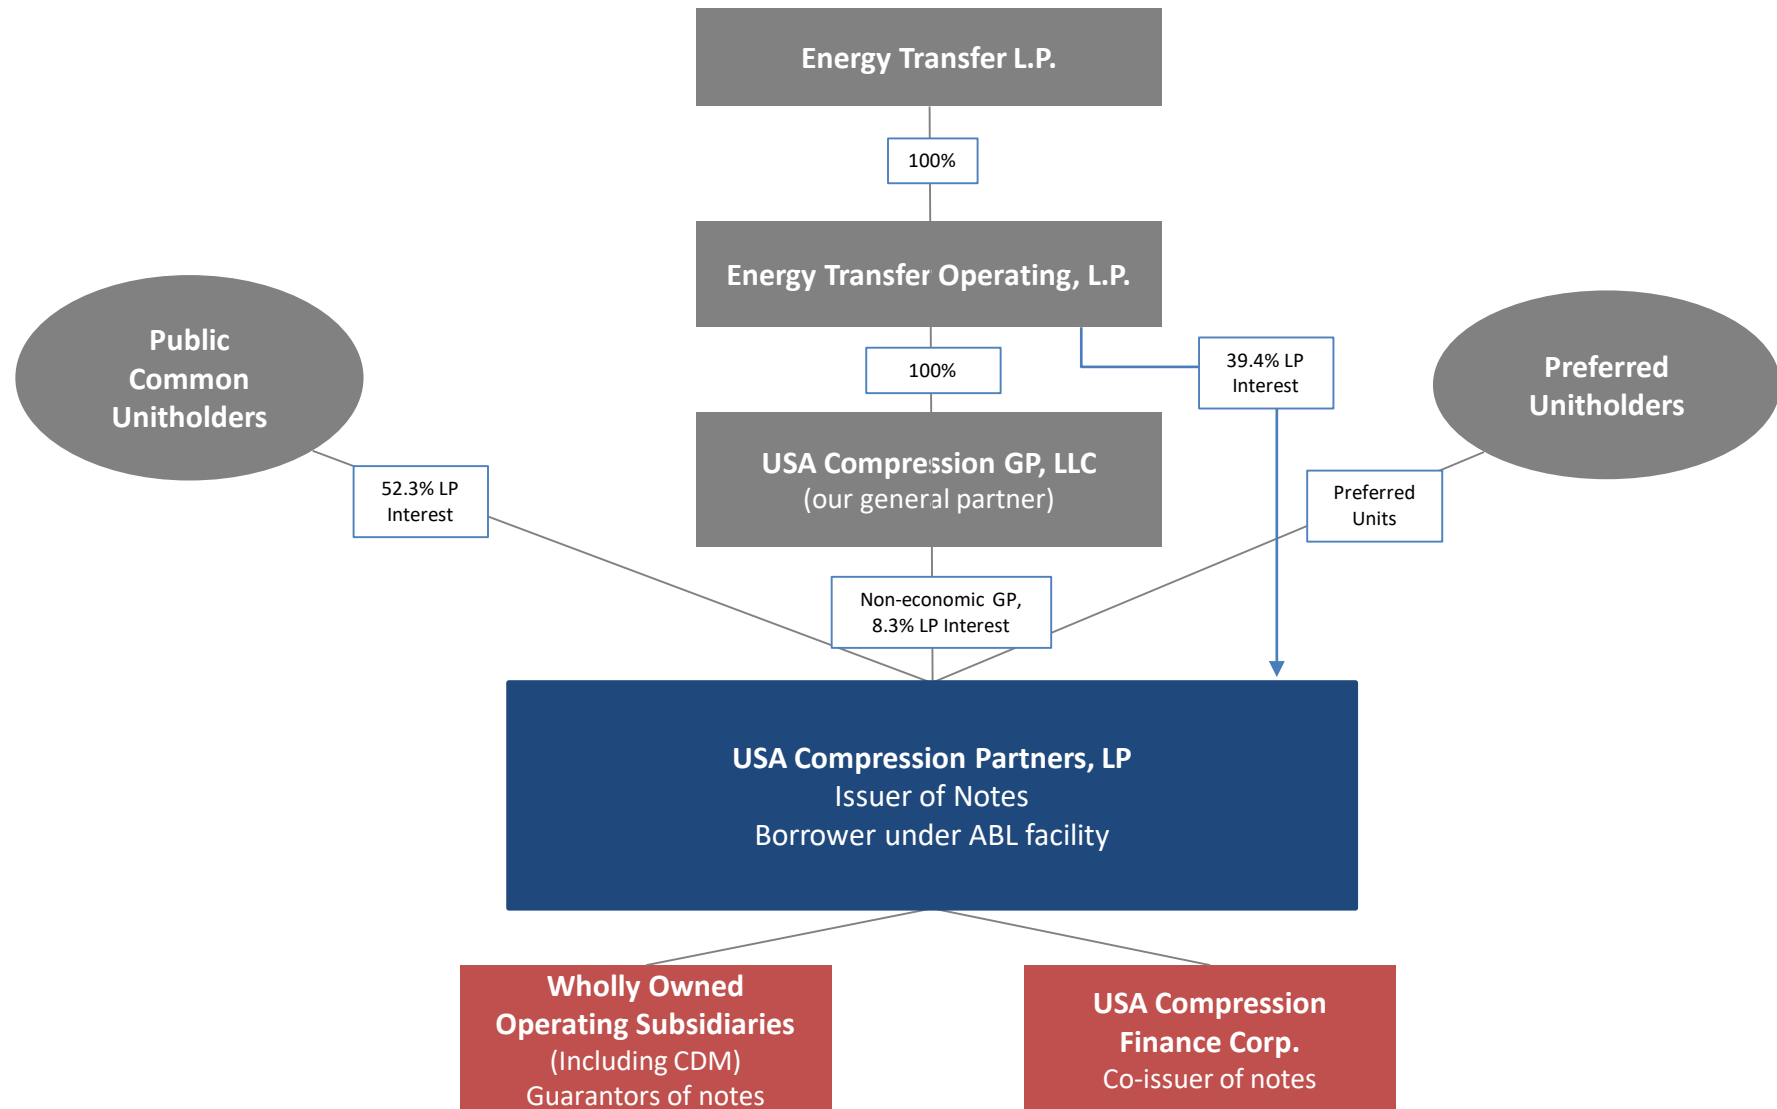 Energy Transfer L.P.
100%
Energy Transfer Operating, L.P.
Public
Common
Unitholders
100%
39.4% LP
Interest
Preferred
Unitholders
USA Compression GP, LLC
(our general partner)
52.3% LP
Interest
Preferred
Units
Non-economic GP,
8.3% LP Interest
USA Compression Partners, LP
Issuer of Notes
Borrower under ABL facility
Wholly Owned
Operating Subsidiaries
(Including CDM)
Guarantors of notes
USA Compression
Finance Corp.
Co-issuer of notes